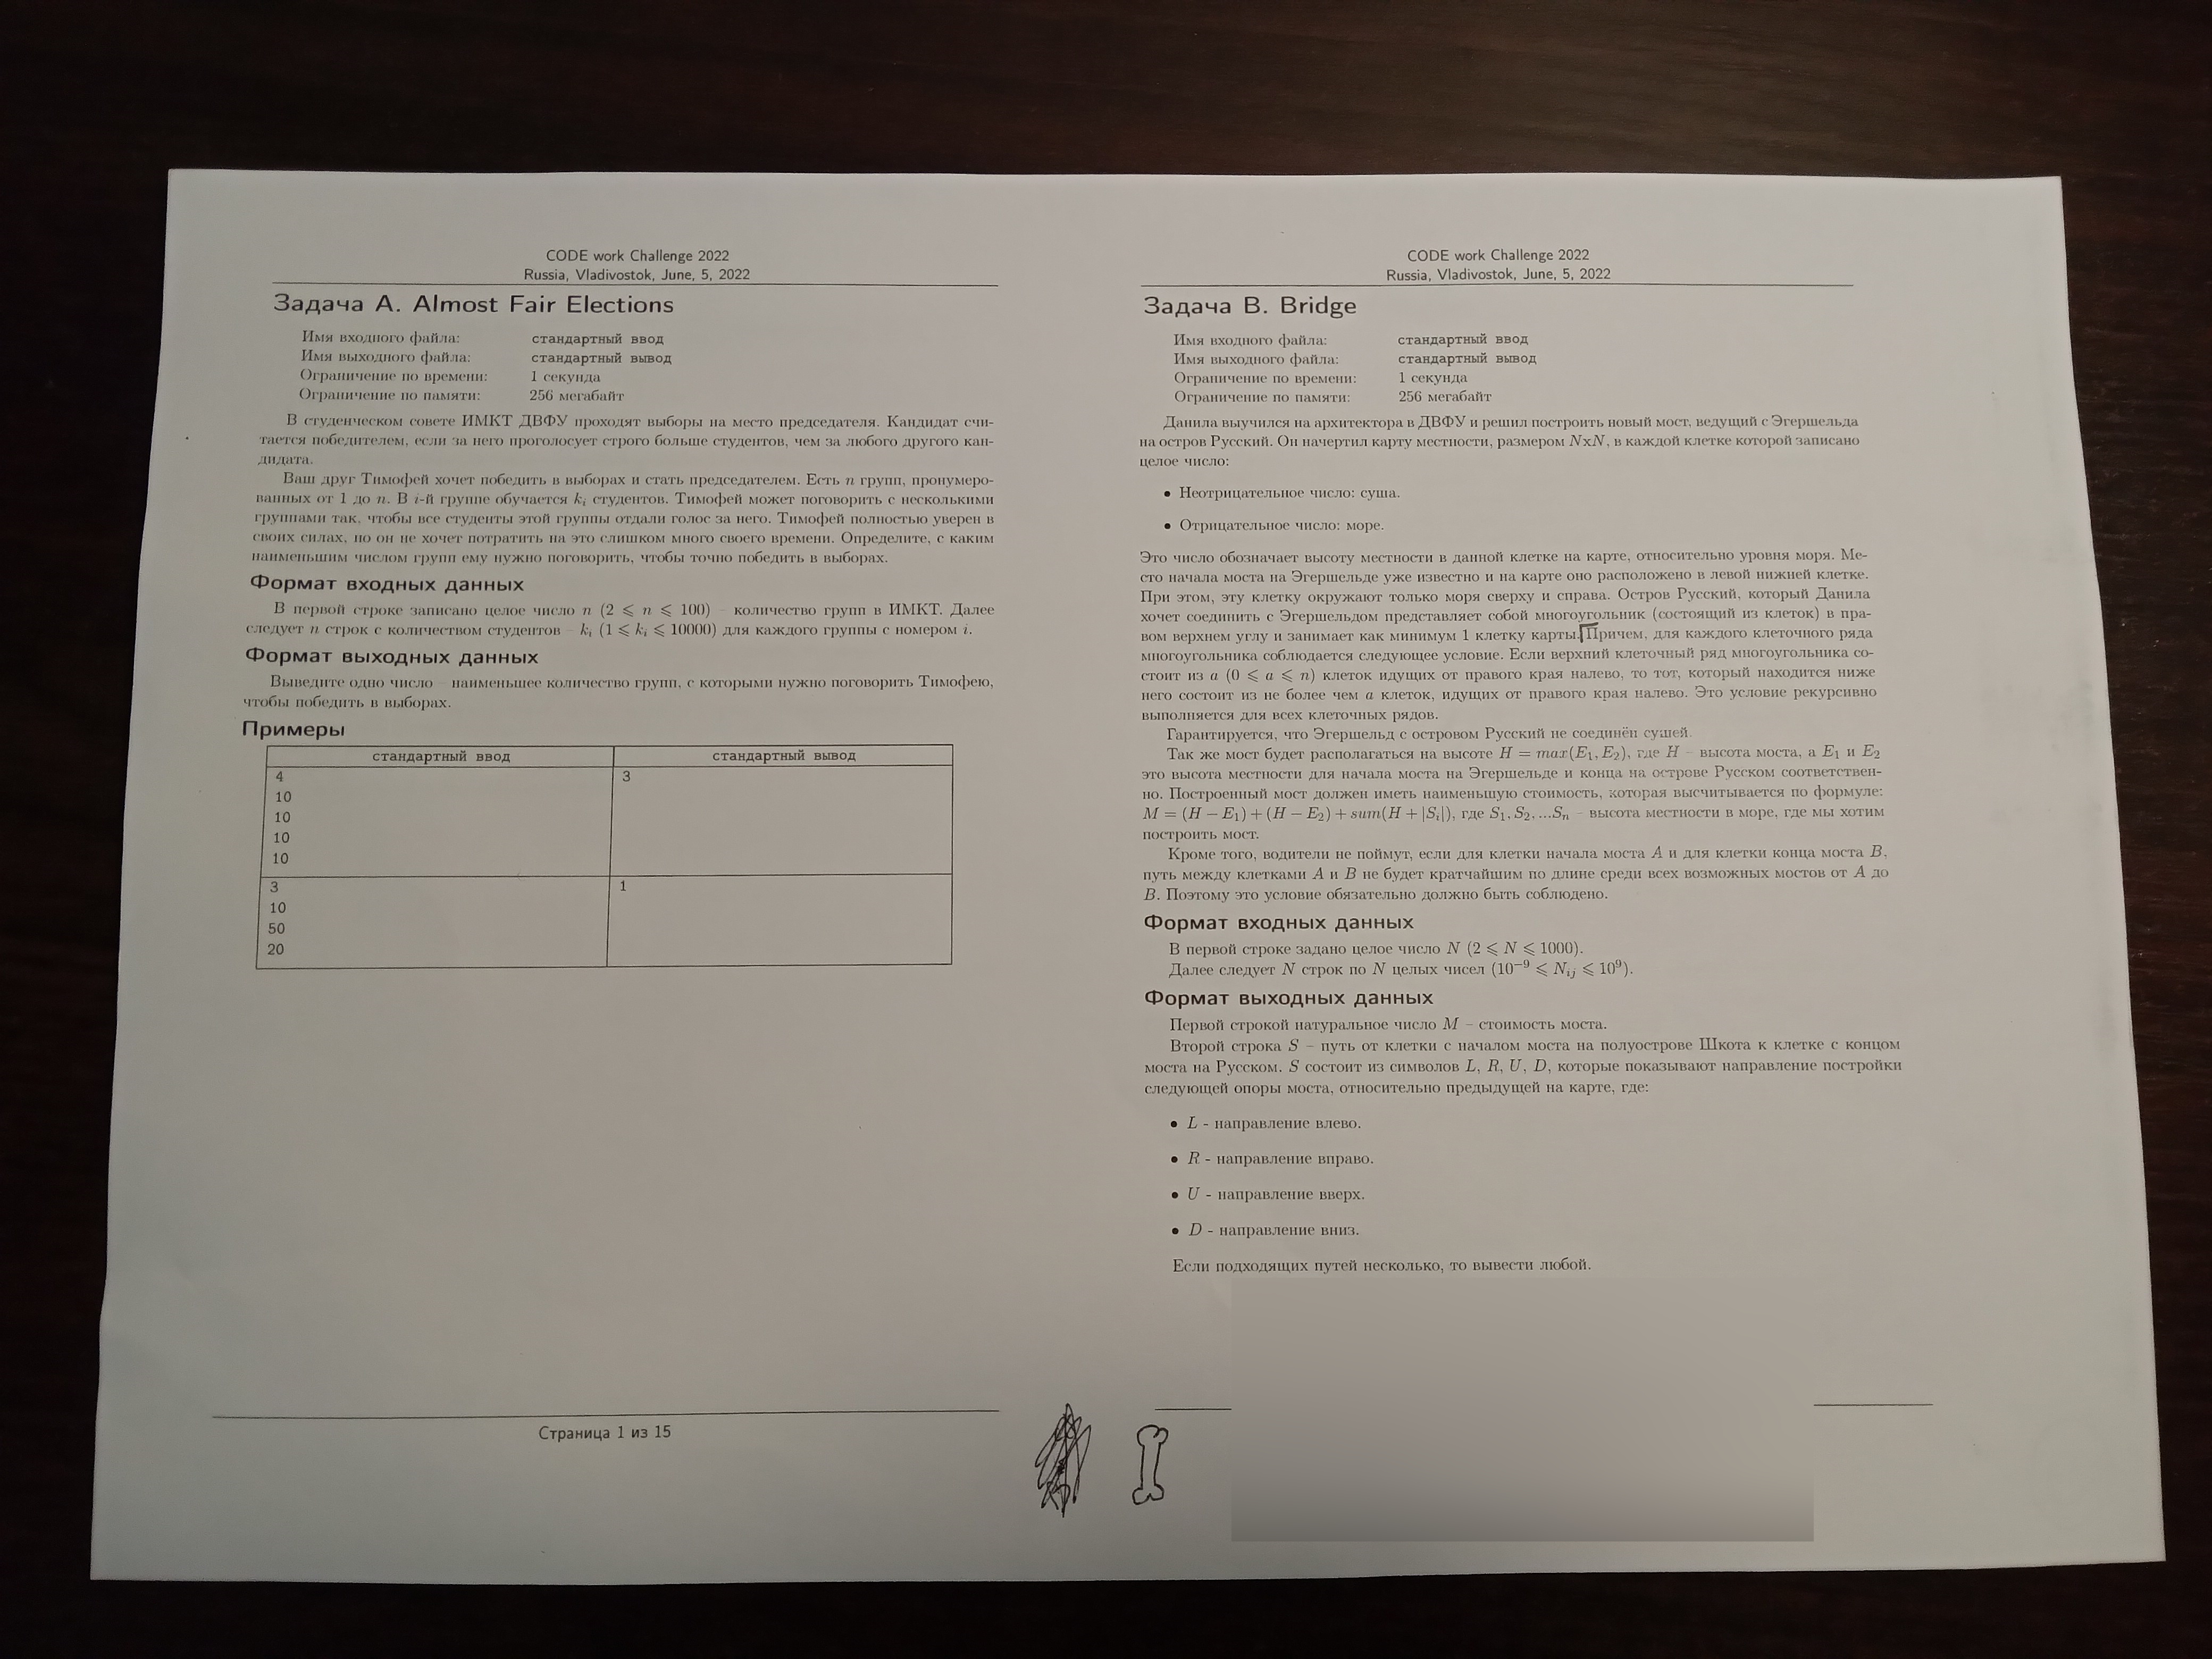 CODE work Challenge 2022
Russia, Vladivostok, June, 5, 2022
Задача A. Almost Fair Elections
Имя входного файла: стандартный ввод
Имя выходного файла: стандартный вывод
Ограничение по времени: 1 секунда
Ограничение по памяти: 256 мегабайт
В студенческом совете ИМКТ ДВФУ проходят выборы на место председателя. Кандидат счи-
тается победителем, если за него проголосует строго больше студентов, чем за любого другого кан-
дидата.
Ваш друг Тимофей хочет победить в выборах и стать председателем. Есть n групп, пронумеро-
ванных от 1 до n. В i-й группе обучается k_i студентов. Тимофей может поговорить с несколькими
группами так, чтобы все студенты этой группы отдали голос за него. Тимофей полностью уверен в
своих силах, но он не хочет потратить на это слишком много своего времени. Определите, с каким
наименьшим числом групп ему нужно поговорить, чтобы точно победить в выборах.
Формат входных данных
В первой строке записано целое число n (2 ⩽ n ⩽ 100) – количество групп в ИМКТ. Далее
следует n строк с количеством студентов – k_i (1 ⩽ k_i ⩽ 10000) для каждого группы с номером i.
Формат выходных данных
Выведите одно число – наименьшее количество групп, с которыми нужно поговорить Тимофею,
чтобы победить в выборах.
Примеры
стандартный ввод стандартный вывод
4 3
10
10
10
10
3 1
10
50
20
Страница 1 из 15
CODE work Challenge 2022
Russia, Vladivostok, June, 5, 2022
Задача B. Bridge
Имя входного файла: стандартный ввод
Имя выходного файла: стандартный вывод
Ограничение по времени: 1 секунда
Ограничение по памяти: 256 мегабайт
Данила выучился на архитектора в ДВФУ и решил построить новый мост, ведущий с Эгершельда
на остров Русский. Он начертил карту местности, размером NxN, в каждой клетке которой записано
целое число:
• Неотрицательное число: суша.
• Отрицательное число: море.
Это число обозначает высоту местности в данной клетке на карте, относительно уровня моря. Ме-
сто начала моста на Эгершельде уже известно и на карте оно расположено в левой нижней клетке.
При этом, эту клетку окружают только моря сверху и справа. Остров Русский, который Данила
хочет соединить с Эгершельдом представляет собой многоугольник (состоящий из клеток) в пра-
вом верхнем углу и занимает как минимум 1 клетку карты. Причем, для каждого клеточного ряда
многоугольника соблюдается следующее условие. Если верхний клеточный ряд многоугольника со-
стоит из a (0 ⩽ a ⩽ n) клеток идущих от правого края налево, то тот, который находится ниже
него состоит из не более чем a клеток, идущих от правого края налево. Это условие рекурсивно
выполняется для всех клеточных рядов.
Гарантируется, что Эгершельд с островом Русский не соединён сушей.
Так же мост будет располагаться на высоте H = max(E_1, E_2), где H – высота моста, а E_1 и E_2
это высота местности для начала моста на Эгершельде и конца на острове Русском соответствен-
но. Построенный мост должен иметь наименьшую стоимость, которая высчитывается по формуле:
M = (H − E_1) + (H − E_2) + sum(H + |S_i|), где S_1, S_2, ...S_n – высота местности в море, где мы хотим
построить мост.
Кроме того, водители не поймут, если для клетки начала моста A и для клетки конца моста B,
путь между клетками A и B не будет кратчайшим по длине среди всех возможных мостов от A до
B. Поэтому это условие обязательно должно быть соблюдено.
Формат входных данных
В первой строке задано целое число N (2 ⩽ N ⩽ 1000).
Далее следует N строк по N целых чисел (10^{−9} ⩽ N_{ij} ⩽ 10^9).
Формат выходных данных
Первой строкой натуральное число M – стоимость моста.
Второй строка S – путь от клетки с началом моста на полуострове Шкота к клетке с концом
моста на Русском. S состоит из символов L, R, U, D, которые показывают направление постройки
следующей опоры моста, относительно предыдущей на карте, где:
• L - направление влево.
• R - направление вправо.
• U - направление вверх.
• D - направление вниз.
Если подходящих путей несколько, то вывести любой.